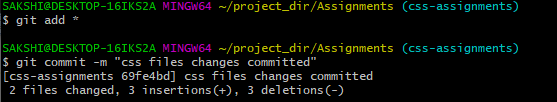 SAKSHI@DESKTOP-16IKS2A MINGW64 ~/project_dir/Assignments (css-assignments)
$ git add *
SAKSHI@DESKTOP-16IKS2A MINGW64 ~/project_dir/Assignments (css-assignments)
$ git commit -m "css files changes committed"
[css-assignments 69fe4bd] css files changes committed
 2 files changed, 3 insertions(+), 3 deletions(-)